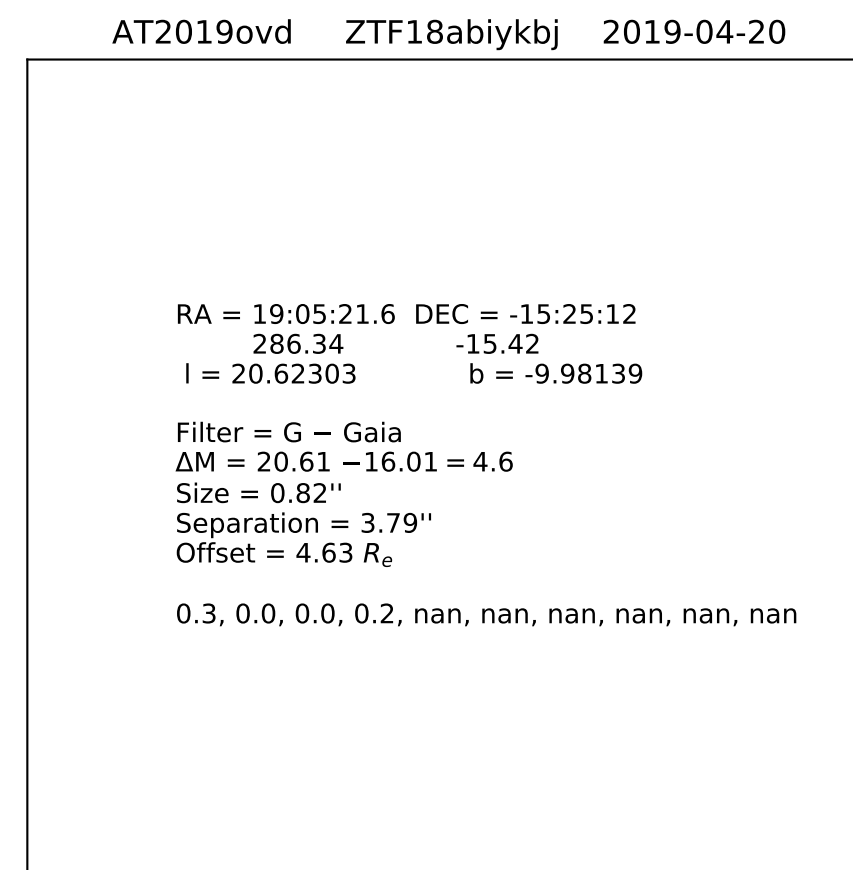 AT2019ovd ZTF18abiykbj 2019-04-20
RA = 19:05:21.6 DEC = -15:25:12
286.34 -15.42
l = 20.62303 b = -9.98139
Filter = G − Gaia
ΔM = 20.61 −16.01 = 4.6
Size = 0.82''
Separation = 3.79''
Offset = 4.63 Re
0.3, 0.0, 0.0, 0.2, nan, nan, nan, nan, nan, nan